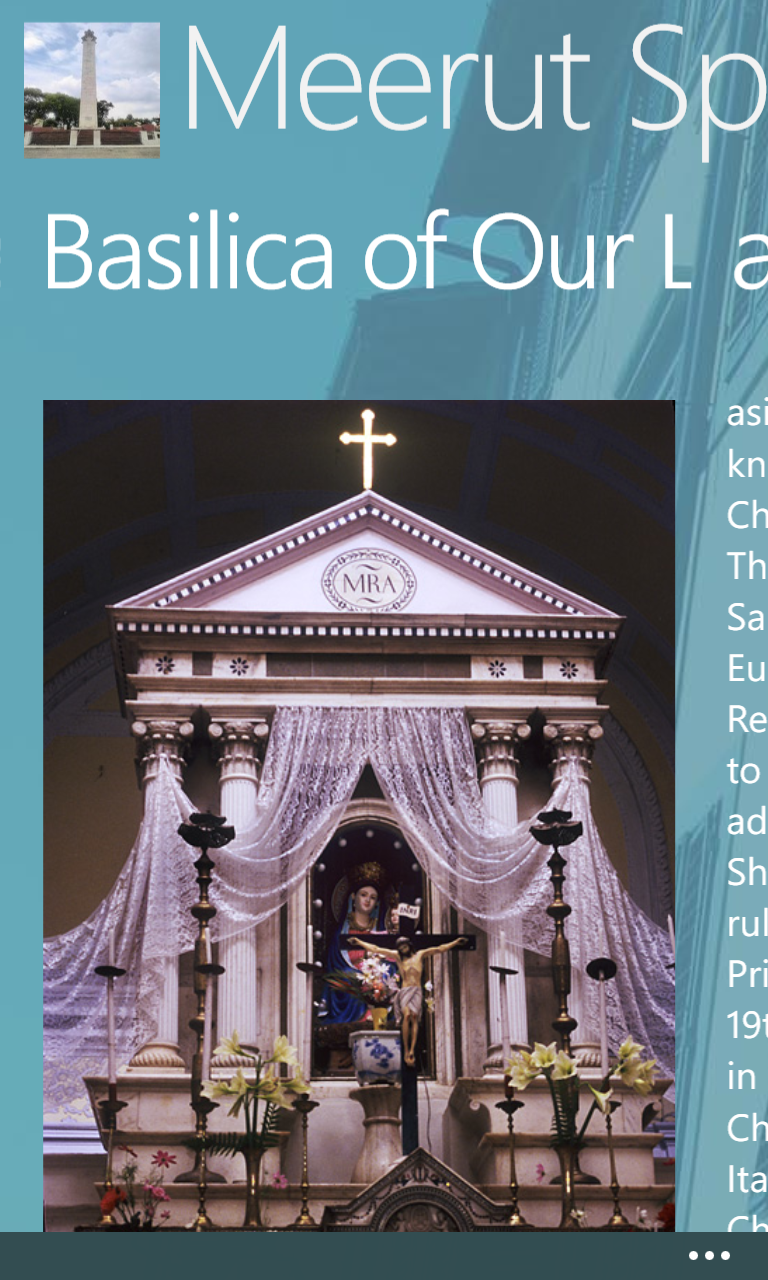 Meerut Sp
Basilica of Our L a
MRA
INRI
asi
kn
Ch
Th
Sa
Eu
Re
to
ad
Sh
rul
Pri
19t
in
Ch
Ita
Ch